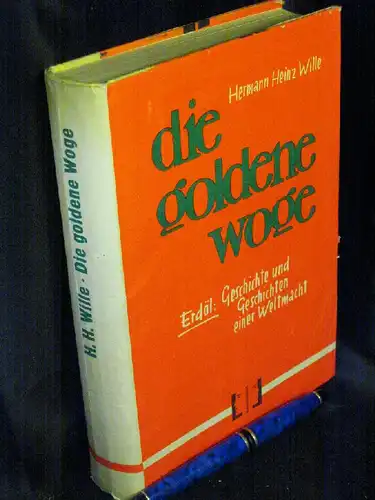 Hermann Heinz Wille
die
goldene
woge
Erdöl: Geschichte und
Geschichten
einer Weltmacht
H. H. Wille · Die goldene Woge